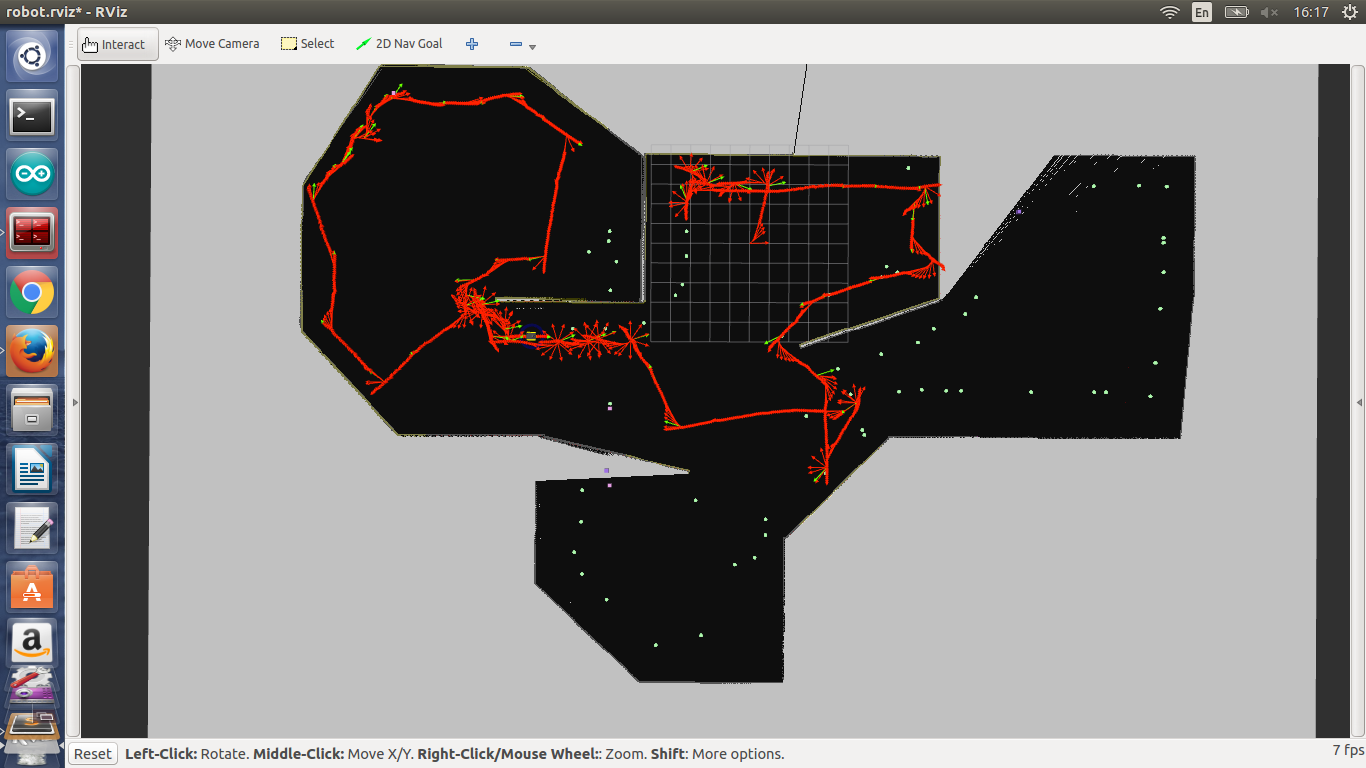 robot.rviz* - RViz
En
16:17
Interact
Move Camera
Select
2D Nav Goal
a
Reset
Left-Click: Rotate. Middle-Click: Move X/Y. Right-Click/Mouse Wheel:: Zoom. Shift: More options.
7 fps